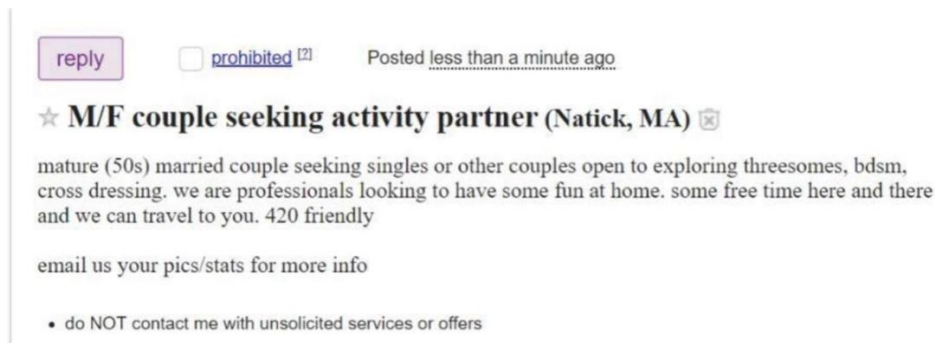 reply prohibited [?] Posted less than a minute ago
☆ M/F couple seeking activity partner (Natick, MA)
mature (50s) married couple seeking singles or other couples open to exploring threesomes, bdsm,
cross dressing. we are professionals looking to have some fun at home. some free time here and there
and we can travel to you. 420 friendly
email us your pics/stats for more info
• do NOT contact me with unsolicited services or offers